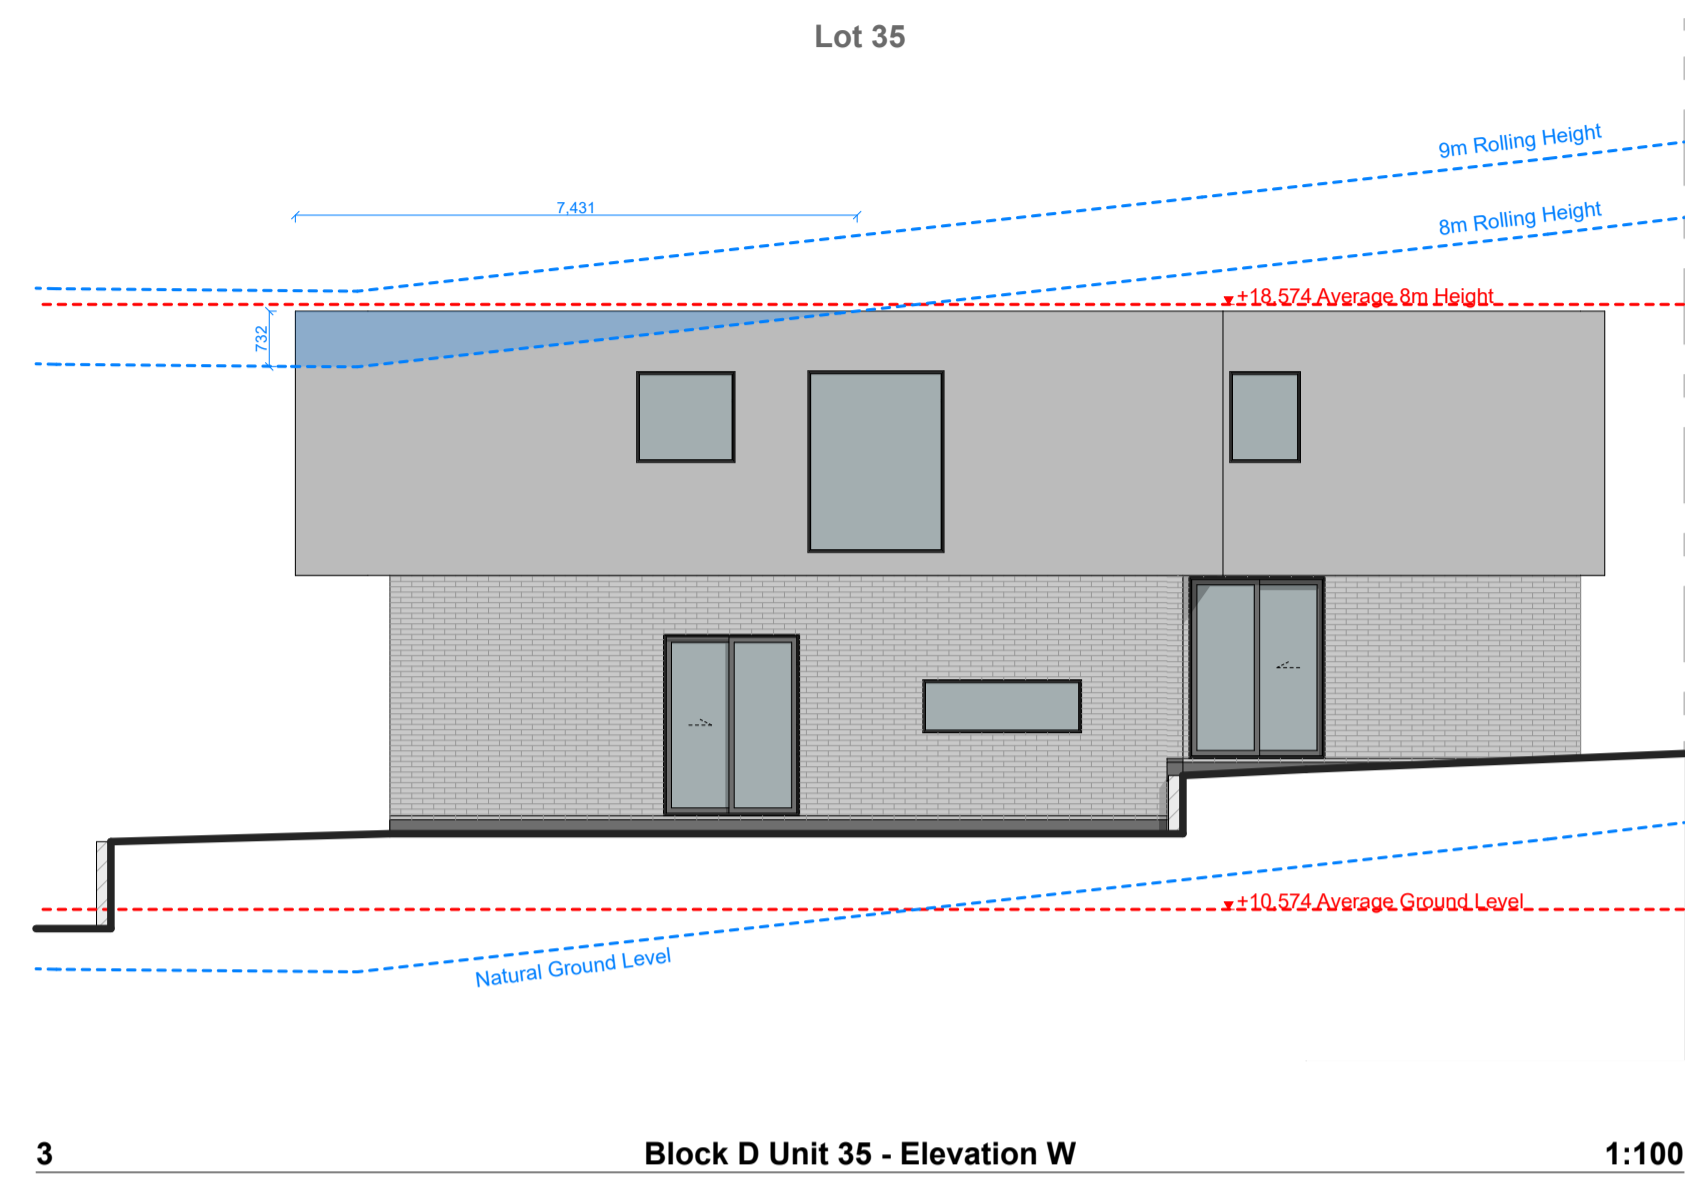 Lot 35
9m Rolling Height
7,431
8m Rolling Height
+18.574 Average 8m Height
732
+10.574 Average Ground Level
Natural Ground Level
3
Block D Unit 35 - Elevation W
1:100